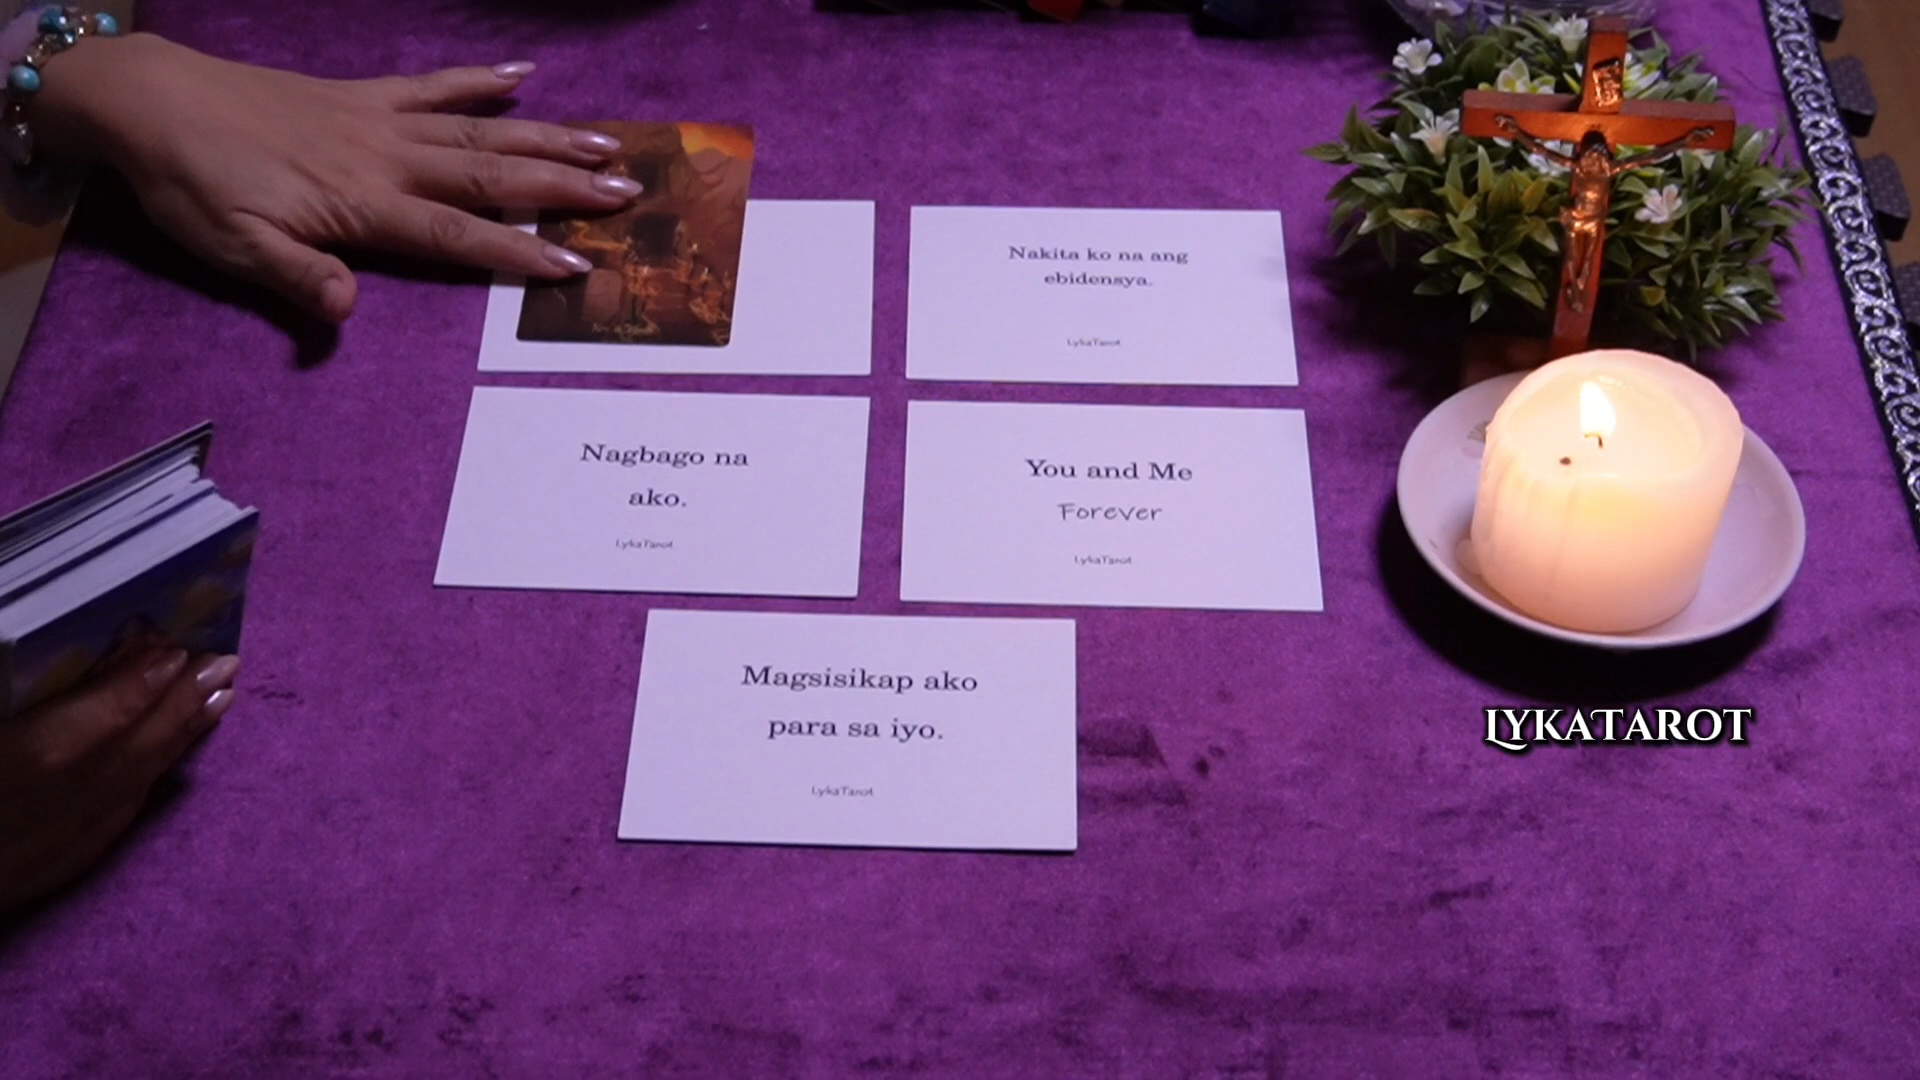 Nakita ko na ang
ebidensya.
LykaTarot
Nagbago na
ako.
LykaTarot
You and Me
Forever
LykaTarot
Magsisikap ako
para sa iyo.
LykaTarot
LYKATAROT